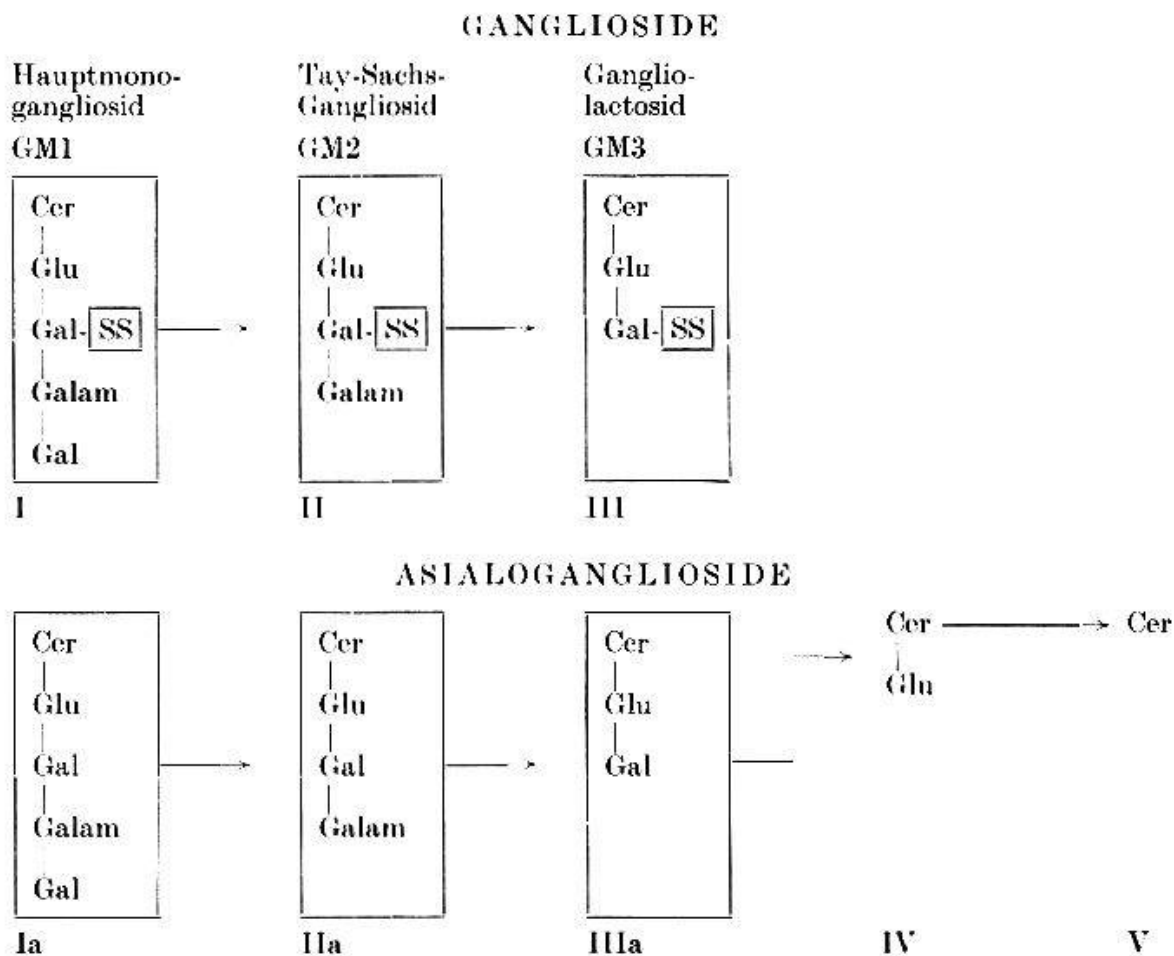 GANGLIOSIDE
Hauptmono-
gangliosid
GM1
Tay-Sachs-
Gangliosid
GM2
Ganglio-
lactosid
GM3
Cer
Glu
Gal-SS
Galam
Gal
I
Cer
Glu
Gal-SS
Galam
II
Cer
Glu
Gal-SS
III
ASIALOGANGLIOSIDE
Cer
Glu
Gal
Galam
Gal
Ia
Cer
Glu
Gal
Galam
IIa
Cer
Glu
Gal
IIIa
Cer
Glu
IV
Cer
V